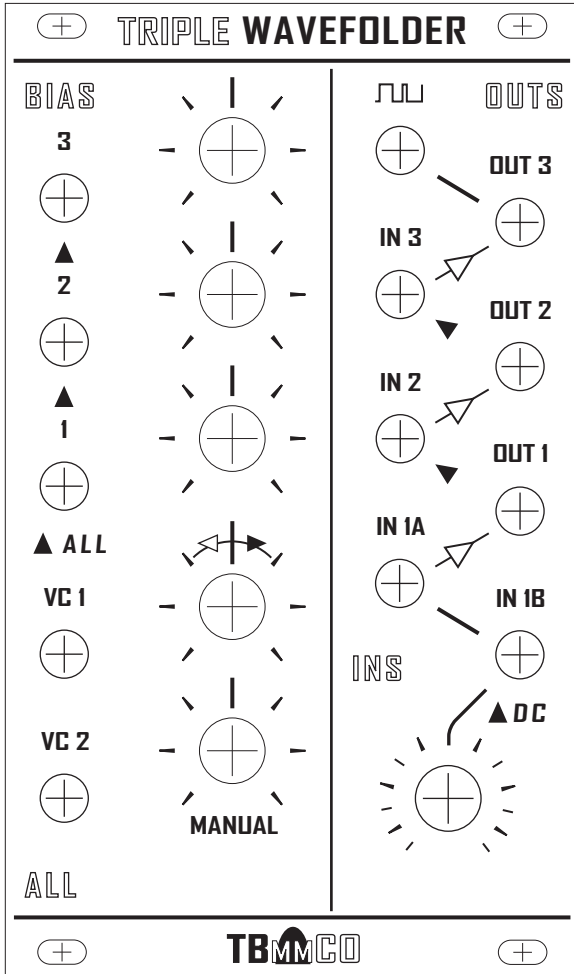 TRIPLE WAVEFOLDER
BIAS
3
2
1
ALL
VC 1
VC 2
MANUAL
ALL
OUTS
OUT 3
IN 3
OUT 2
IN 2
OUT 1
IN 1A
IN 1B
INS
DC
TBMMCO